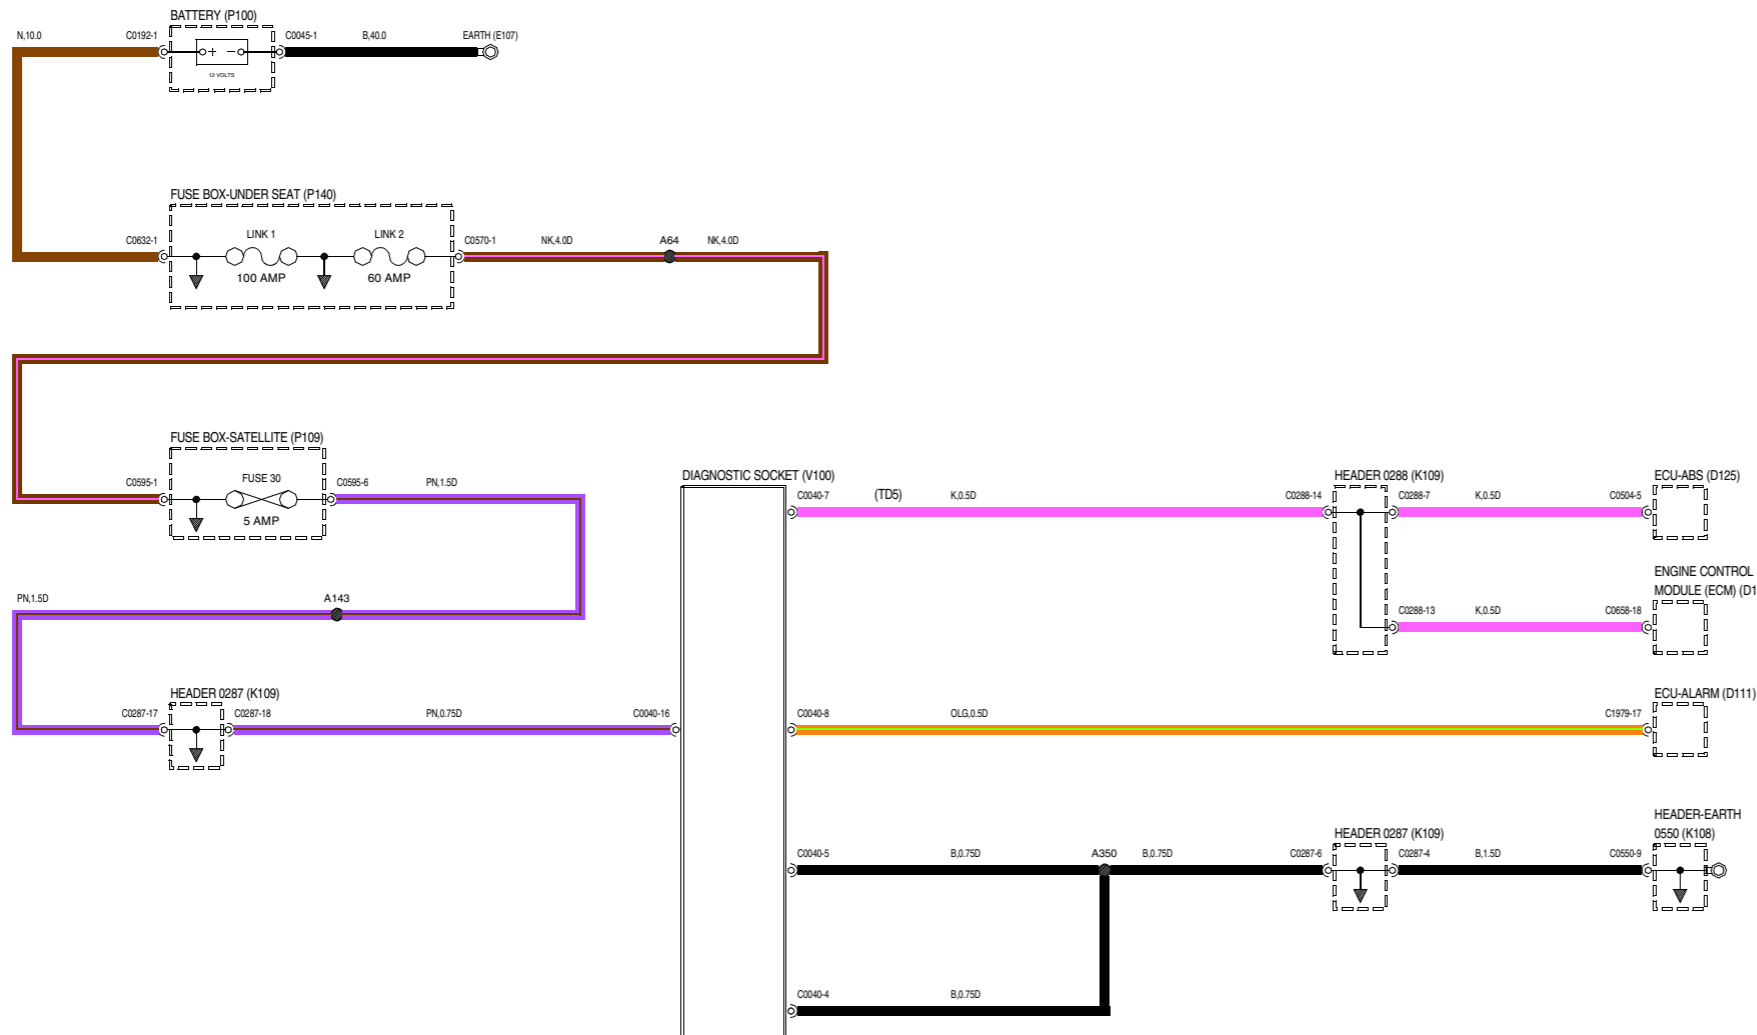 BATTERY (P100)
N,10.0
C0192-1
C0045-1
B,40.0
EARTH (E107)
+ −
12 VOLTS
FUSE BOX-UNDER SEAT (P140)
C0632-1
LINK 1
LINK 2
C0570-1
NK,4.0D
A64
NK,4.0D
100 AMP
60 AMP
FUSE BOX-SATELLITE (P109)
C0595-1
FUSE 30
C0595-6
PN,1.5D
5 AMP
PN,1.5D
A143
HEADER 0287 (K109)
C0287-17
C0287-18
PN,0.75D
C0040-16
DIAGNOSTIC SOCKET (V100)
C0040-7
(TD5)
K,0.5D
C0288-14
HEADER 0288 (K109)
C0288-7
K,0.5D
C0504-5
ECU-ABS (D125)
ENGINE CONTROL
MODULE (ECM) (D1
C0288-13
K,0.5D
C0658-18
ECU-ALARM (D111)
C0040-8
OLG,0.5D
C1979-17
HEADER-EARTH
0550 (K108)
HEADER 0287 (K109)
C0040-5
B,0.75D
A350
B,0.75D
C0287-6
C0287-4
B,1.5D
C0550-9
C0040-4
B,0.75D